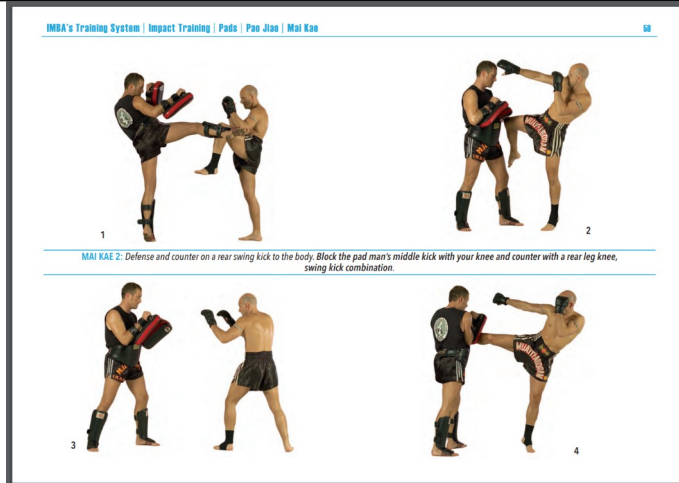 IMBA's Training System | Impact Training | Pads | Pao Jiao | Mai Kae 68
1
2
MAI KAE 2: Defense and counter on a rear swing kick to the body. Block the pad man's middle kick with your knee and counter with a rear leg knee,
swing kick combination.
3
4